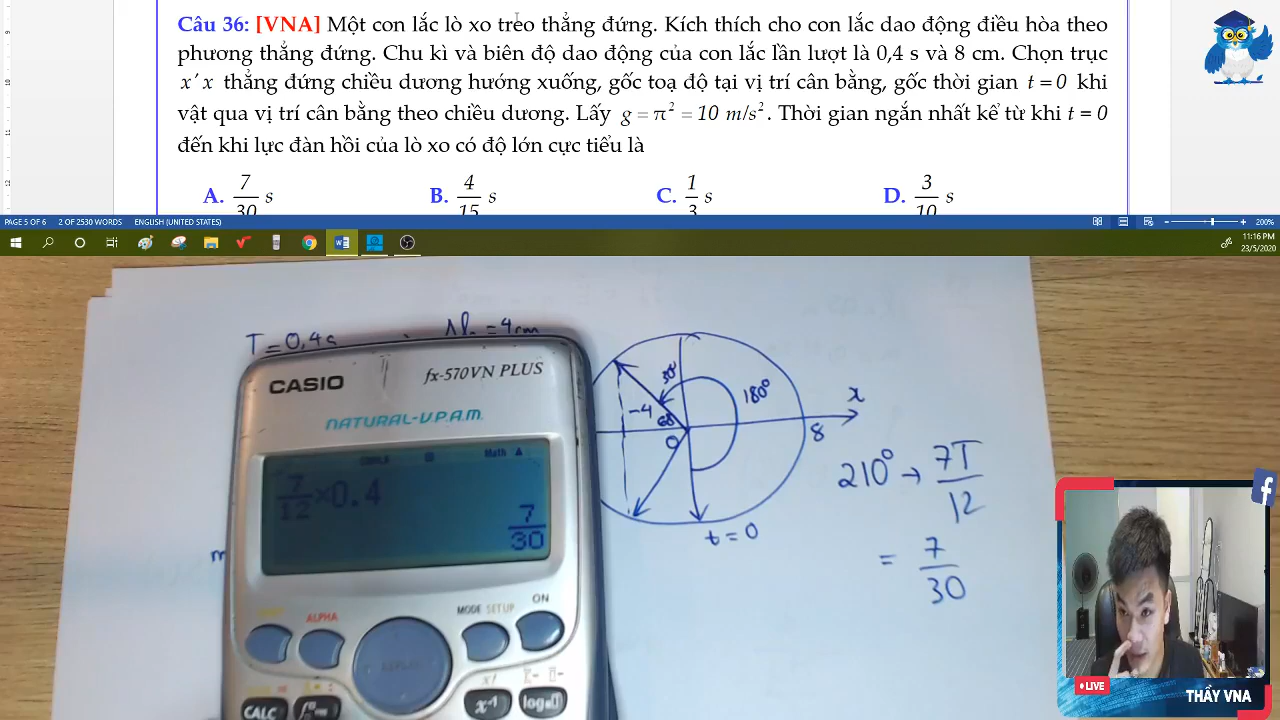 Câu 36: [VNA] Một con lắc lò xo treo thẳng đứng. Kích thích cho con lắc dao động điều hòa theo
phương thẳng đứng. Chu kì và biên độ dao động của con lắc lần lượt là 0,4 s và 8 cm. Chọn trục
x'x thẳng đứng chiều dương hướng xuống, gốc toạ độ tại vị trí cân bằng, gốc thời gian t = 0 khi
vật qua vị trí cân bằng theo chiều dương. Lấy g = π² = 10 m/s². Thời gian ngắn nhất kể từ khi t = 0
đến khi lực đàn hồi của lò xo có độ lớn cực tiểu là
A. 7/30 s B. 4/15 s C. 1/3 s D. 3/10 s
PAGE 5 OF 6 2 OF 2530 WORDS ENGLISH (UNITED STATES) 200%
11:16 PM
23/5/2020
T = 0,4s
= 4cm
CASIO fx-570VN PLUS
NATURAL-V.P.A.M.
Math ▲
7/12×0.4
7/30
MODE SETUP ON
ALPHA
REPLAY
CALC x⁻¹ log
30°
180°
x
-4
60
O
8
t = 0
210° → 7T/12
= 7/30
LIVE
THẦY VNA